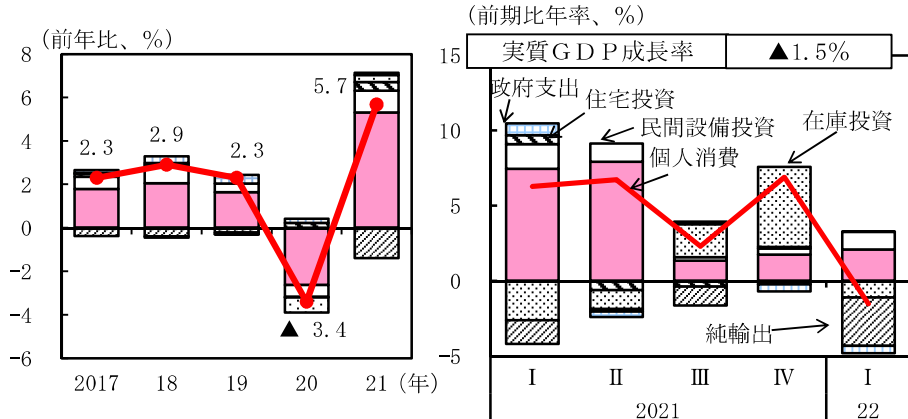 (前年比、%)
8
6
4
2
0
−2
−4
−6
2.3
2.9
2.3
▲ 3.4
5.7
2017 18 19 20 21 (年)
(前期比年率、%)
実質GDP成長率 ▲1.5%
15
10
5
0
-5
政府支出
住宅投資
民間設備投資
個人消費
在庫投資
純輸出
Ⅰ Ⅱ Ⅲ Ⅳ Ⅰ
2021 22